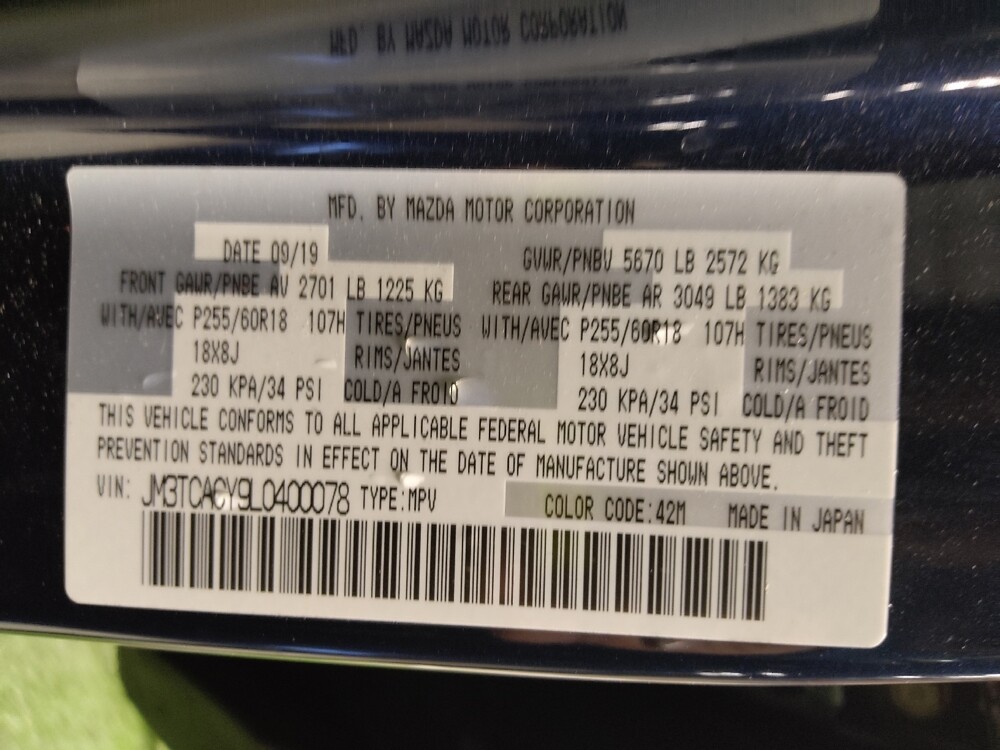 MFD. BY MAZDA MOTOR CORPORATION
DATE 09/19 GVWR/PNBV 5670 LB 2572 KG
FRONT GAWR/PNBE AV 2701 LB 1225 KG REAR GAWR/PNBE AR 3049 LB 1383 KG
WITH/AVEC P255/60R18 107H TIRES/PNEUS WITH/AVEC P255/60R18 107H TIRES/PNEUS
18X8J RIMS/JANTES 18X8J RIMS/JANTES
230 KPA/34 PSI COLD/A FROID 230 KPA/34 PSI COLD/A FROID
THIS VEHICLE CONFORMS TO ALL APPLICABLE FEDERAL MOTOR VEHICLE SAFETY AND THEFT
PREVENTION STANDARDS IN EFFECT ON THE DATE OF MANUFACTURE SHOWN ABOVE.
VIN: JM3TCACY9L0400078 TYPE:MPV COLOR CODE:42M MADE IN JAPAN